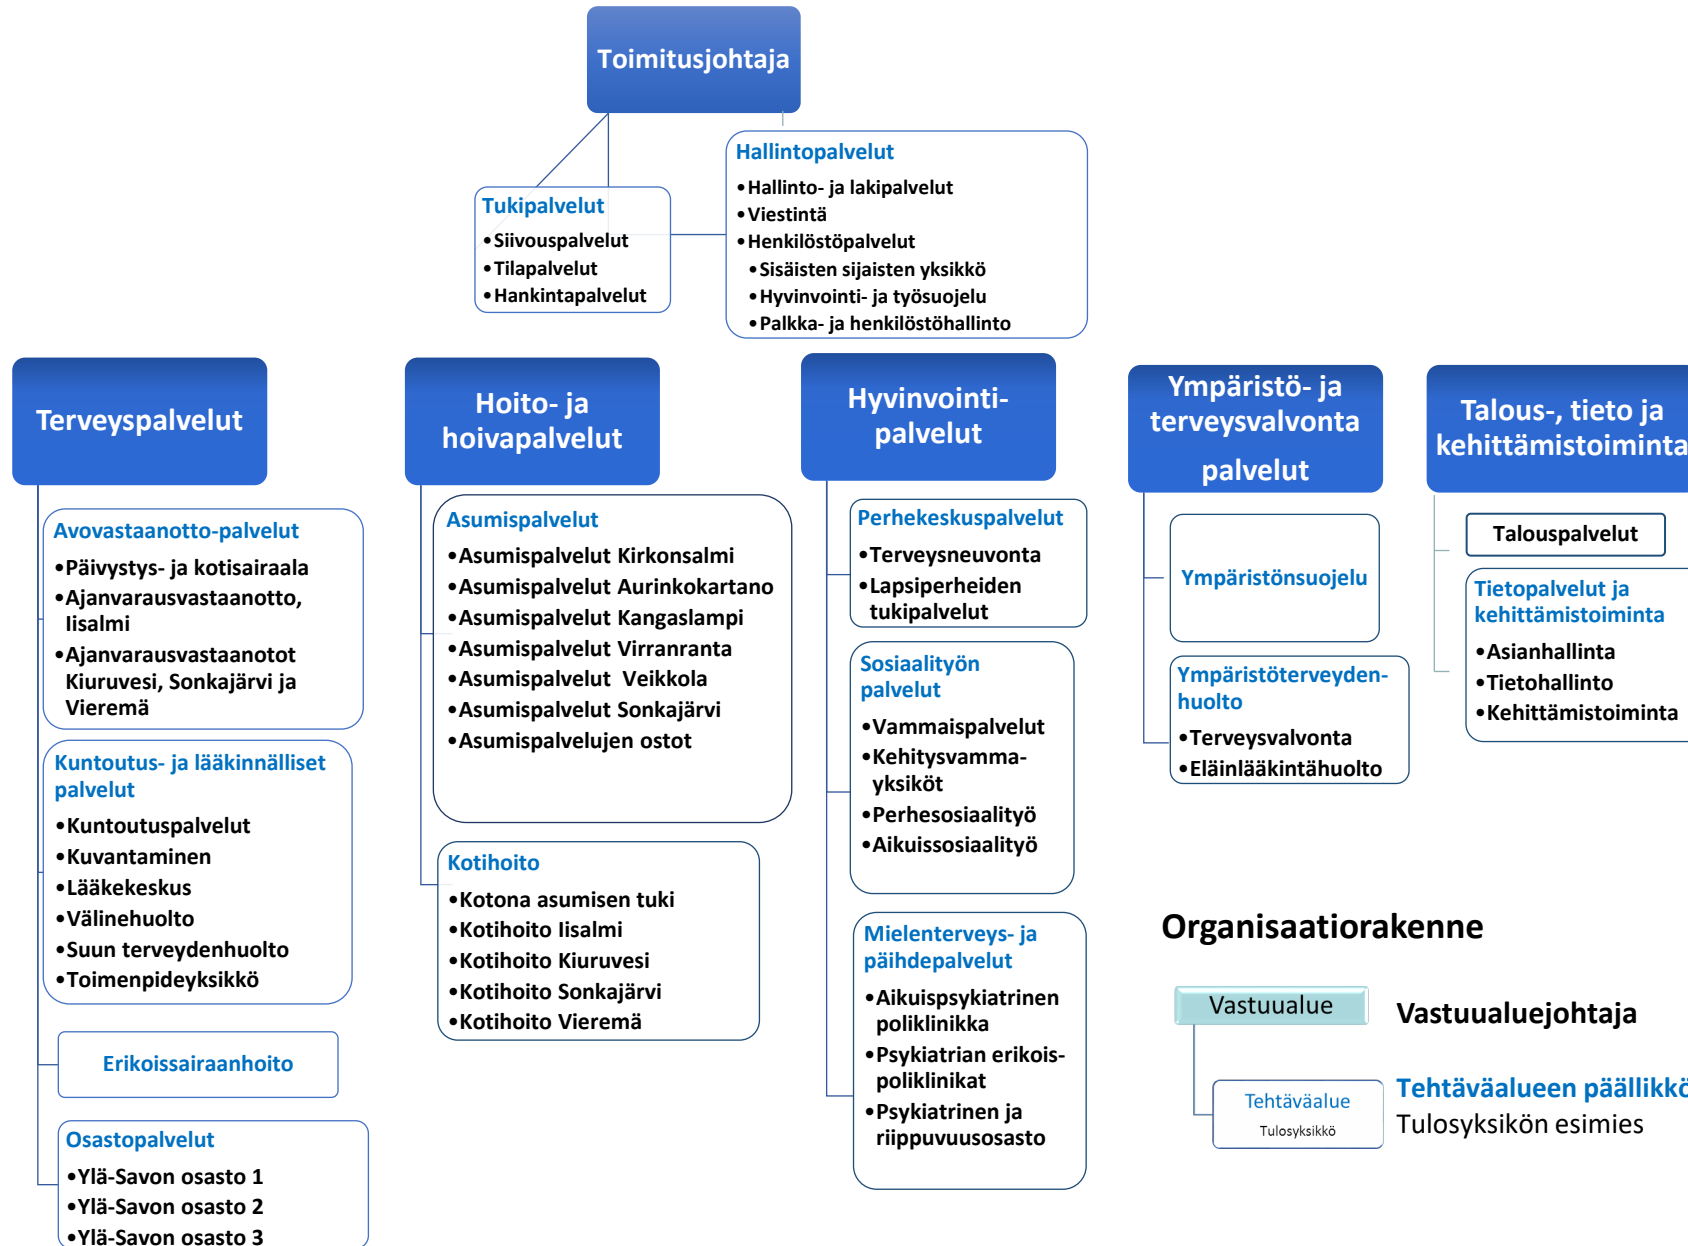 Toimitusjohtaja
Hallintopalvelut
•Hallinto- ja lakipalvelut
•Viestintä
•Henkilöstöpalvelut
•Sisäisten sijaisten yksikkö
•Hyvinvointi- ja työsuojelu
•Palkka- ja henkilöstöhallinto
Tukipalvelut
•Siivouspalvelut
•Tilapalvelut
•Hankintapalvelut
Terveyspalvelut
Avovastaanotto-palvelut
•Päivystys- ja kotisairaala
•Ajanvarausvastaanotto,
Iisalmi
•Ajanvarausvastaanotot
Kiuruvesi, Sonkajärvi ja
Vieremä
Kuntoutus- ja lääkinnälliset
palvelut
•Kuntoutuspalvelut
•Kuvantaminen
•Lääkekeskus
•Välinehuolto
•Suun terveydenhuolto
•Toimenpideyksikkö
Erikoissairaanhoito
Osastopalvelut
•Ylä-Savon osasto 1
•Ylä-Savon osasto 2
•Ylä-Savon osasto 3
Hoito- ja
hoivapalvelut
Asumispalvelut
•Asumispalvelut Kirkonsalmi
•Asumispalvelut Aurinkokartano
•Asumispalvelut Kangaslampi
•Asumispalvelut Virranranta
•Asumispalvelut Veikkola
•Asumispalvelut Sonkajärvi
•Asumispalvelujen ostot
Kotihoito
•Kotona asumisen tuki
•Kotihoito Iisalmi
•Kotihoito Kiuruvesi
•Kotihoito Sonkajärvi
•Kotihoito Vieremä
Hyvinvointi-
palvelut
Perhekeskuspalvelut
•Terveysneuvonta
•Lapsiperheiden
tukipalvelut
Sosiaalityön
palvelut
•Vammaispalvelut
•Kehitysvamma-
yksiköt
•Perhesosiaalityö
•Aikuissosiaalityö
Mielenterveys- ja
päihdepalvelut
•Aikuispsykiatrinen
poliklinikka
•Psykiatrian erikois-
poliklinikat
•Psykiatrinen ja
riippuvuusosasto
Ympäristö- ja
terveysvalvonta
palvelut
Ympäristönsuojelu
Ympäristöterveyden-
huolto
•Terveysvalvonta
•Eläinlääkintähuolto
Talous-, tieto ja
kehittämistoiminta
Talouspalvelut
Tietopalvelut ja
kehittämistoiminta
•Asianhallinta
•Tietohallinto
•Kehittämistoiminta
Organisaatiorakenne
Vastuualue
Vastuualuejohtaja
Tehtäväalue
Tulosyksikkö
Tehtäväalueen päällikkö
Tulosyksikön esimies